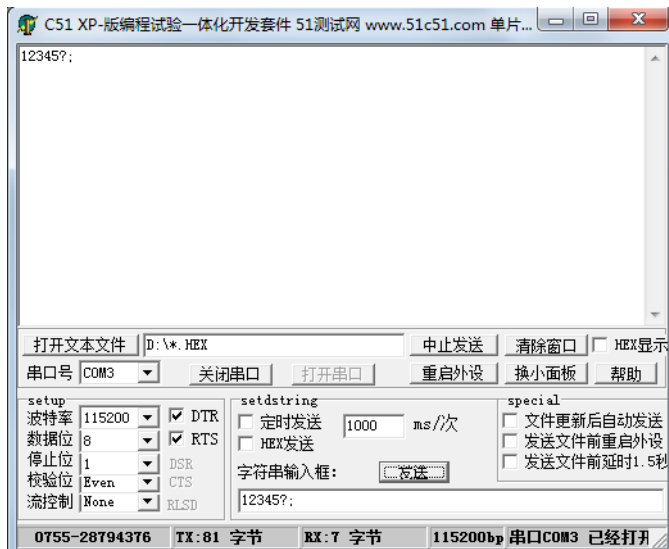 C51 XP-版编程试验一体化开发套件 51测试网 www.51c51.com 单片...
12345?;
打开文本文件 D:\*.HEX 中止发送 清除窗口 HEX显示
串口号 COM3 关闭串口 打开串口 重启外设 换小面板 帮助
setup setdstring special
波特率 115200 DTR 定时发送 1000 ms/次 文件更新后自动发送
数据位 8 RTS HEX发送 发送文件前重启外设
停止位 1 DSR 发送文件前延时1.5秒
校验位 Even CTS 字符串输入框: 发送
流控制 None RLSD 12345?;
0755-28794376 TX:81 字节 RX:7 字节 115200bp 串口COM3 已经打开